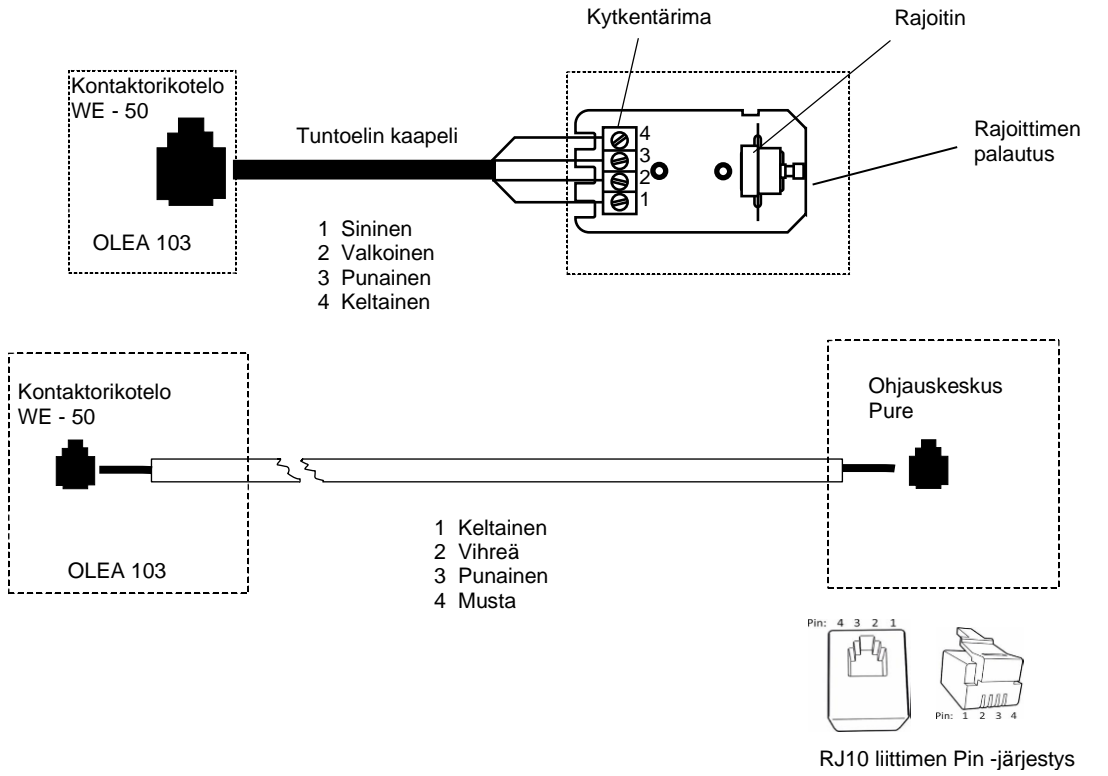 Kytkentärima
Rajoitin
Kontaktorikotelo
WE - 50
Tuntoelin kaapeli
4
3
2
1
Rajoittimen
palautus
OLEA 103
1 Sininen
2 Valkoinen
3 Punainen
4 Keltainen
Kontaktorikotelo
WE - 50
Ohjauskeskus
Pure
OLEA 103
1 Keltainen
2 Vihreä
3 Punainen
4 Musta
Pin: 4 3 2 1
Pin: 1 2 3 4
RJ10 liittimen Pin -järjestys